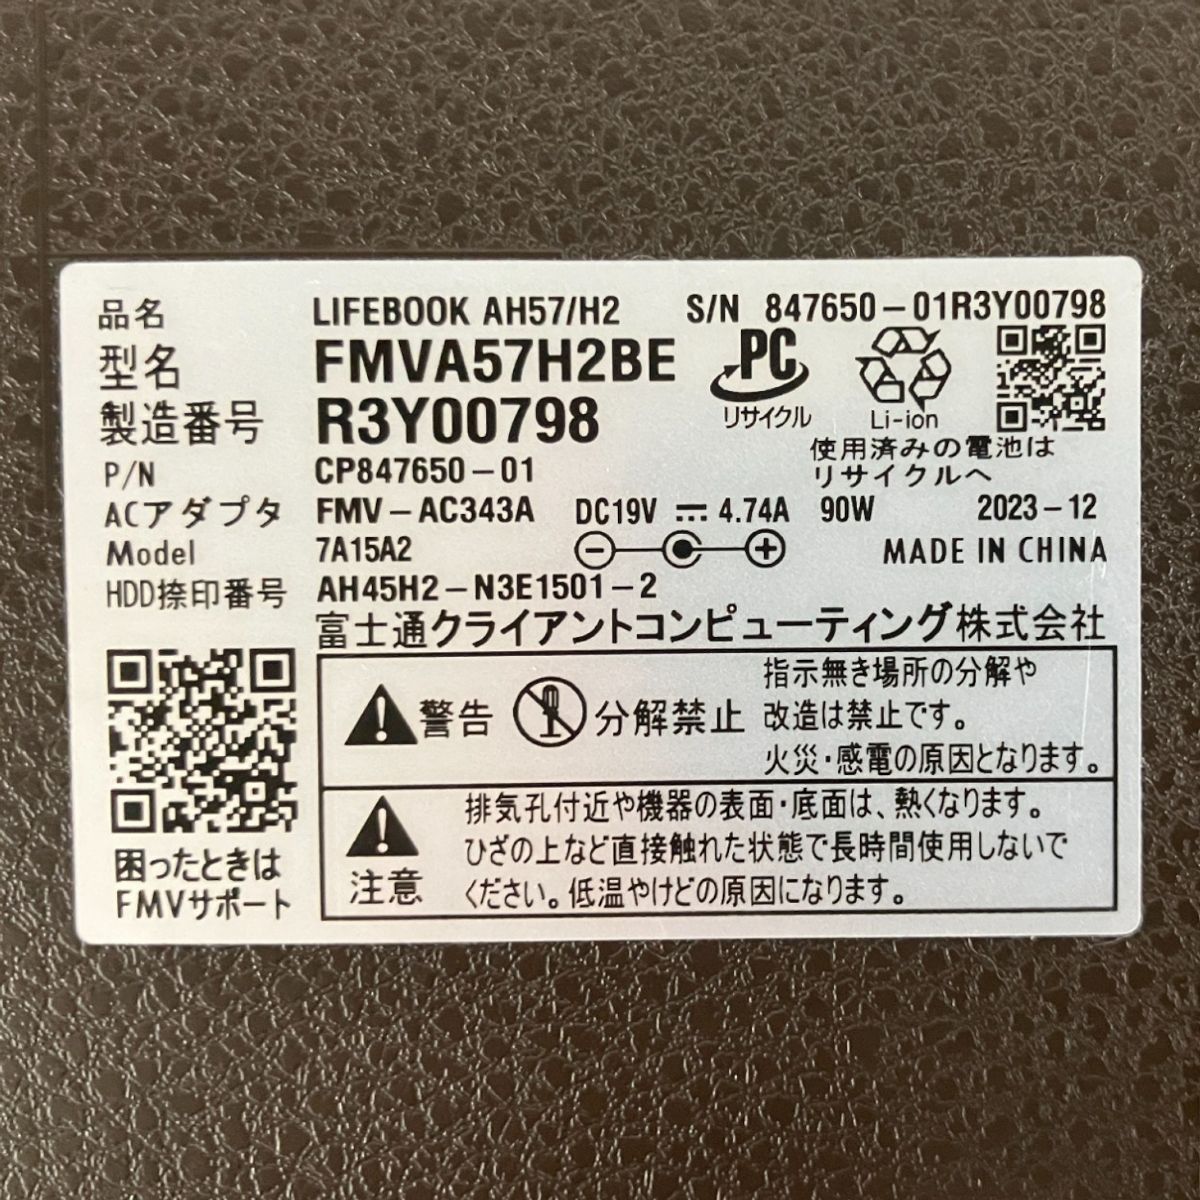 品名 LIFEBOOK AH57/H2 S/N 847650-01R3Y00798
型名 FMVA57H2BE
製造番号 R3Y00798
PC
リサイクル
Li-ion
使用済みの電池は
リサイクルへ
P/N CP847650-01
ACアダプタ FMV-AC343A DC19V ⎓ 4.74A 90W 2023-12
Model 7A15A2 MADE IN CHINA
HDD捺印番号 AH45H2-N3E1501-2
富士通クライアントコンピューティング株式会社
警告 分解禁止
指示無き場所の分解や
改造は禁止です。
火災・感電の原因となります。
注意
排気孔付近や機器の表面・底面は、熱くなります。
ひざの上など直接触れた状態で長時間使用しないで
ください。低温やけどの原因になります。
困ったときは
FMVサポート